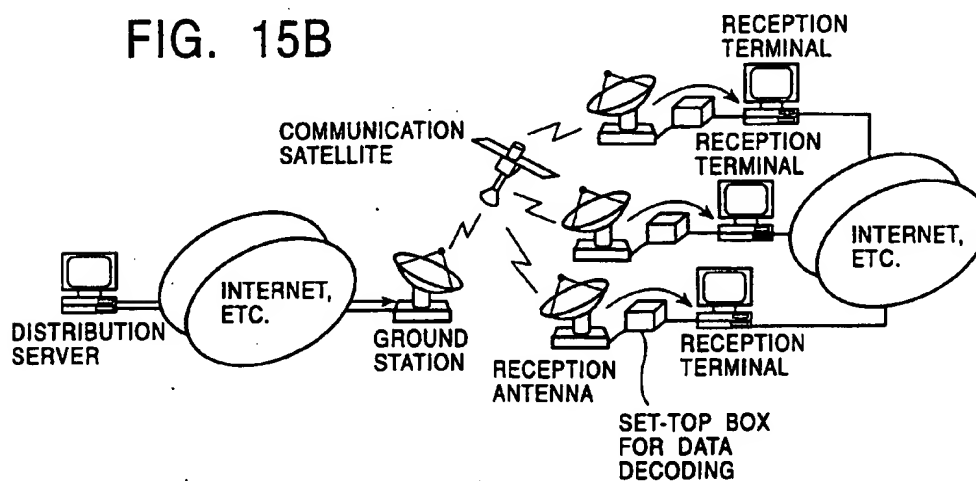 FIG. 15B
RECEPTION
TERMINAL
COMMUNICATION
SATELLITE
RECEPTION
TERMINAL
INTERNET,
ETC.
INTERNET,
ETC.
DISTRIBUTION
SERVER
GROUND
STATION
RECEPTION
ANTENNA
RECEPTION
TERMINAL
SET-TOP BOX
FOR DATA
DECODING